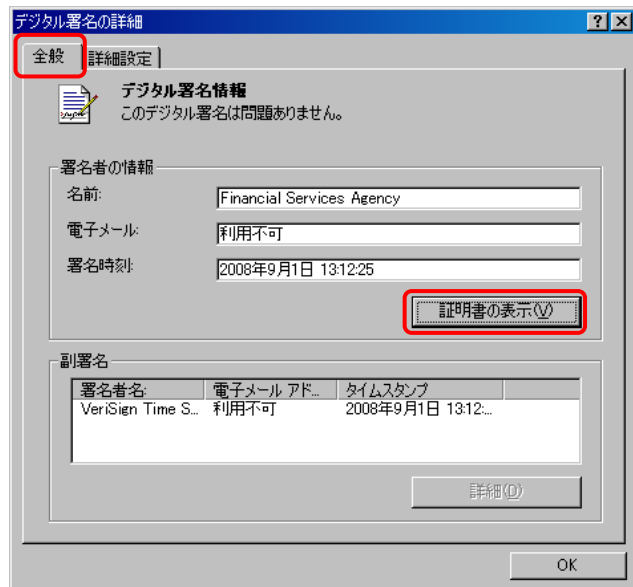 デジタル署名の詳細
全般
詳細設定
デジタル署名情報
このデジタル署名は問題ありません。
署名者の情報
名前:
Financial Services Agency
電子メール:
利用不可
署名時刻:
2008年9月1日 13:12:25
証明書の表示(V)
副署名
署名者名: 電子メール アド... タイムスタンプ
VeriSign Time S... 利用不可 2008年9月1日 13:12:...
詳細(D)
OK